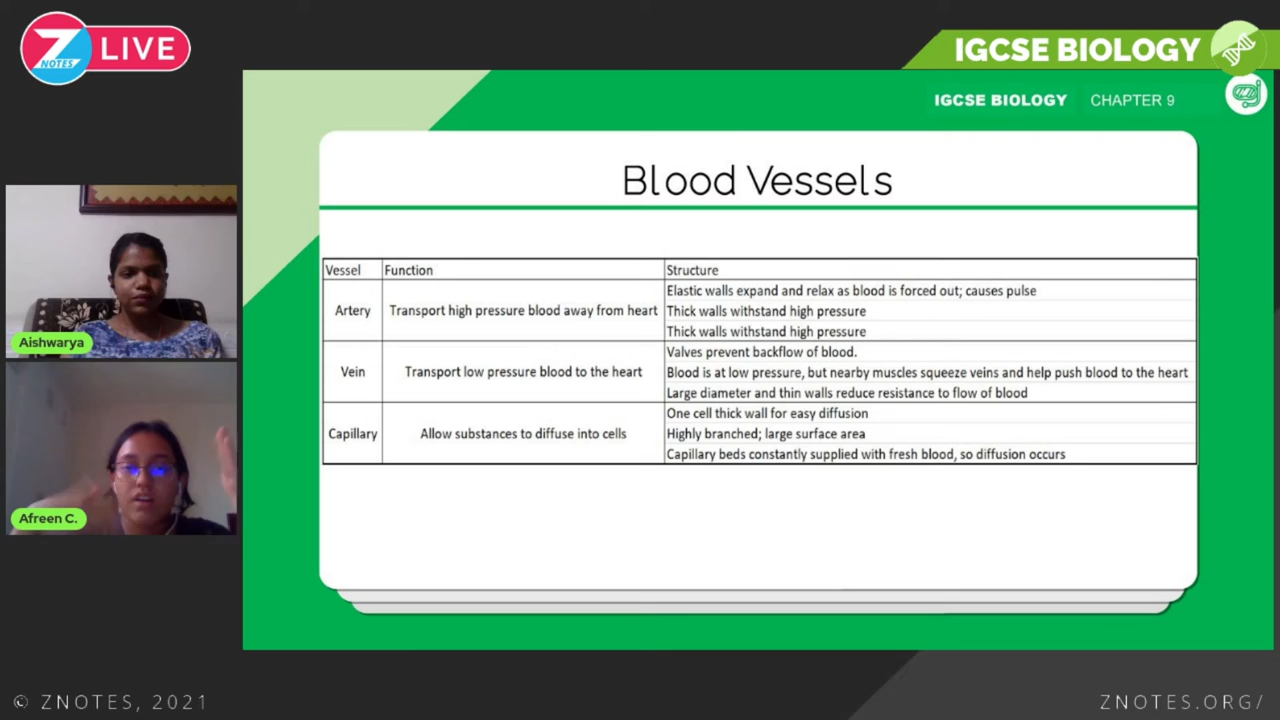 Z NOTES LIVE
IGCSE BIOLOGY
IGCSE BIOLOGY CHAPTER 9
Blood Vessels
Vessel Function Structure
Artery Transport high pressure blood away from heart
Elastic walls expand and relax as blood is forced out; causes pulse
Thick walls withstand high pressure
Thick walls withstand high pressure
Vein Transport low pressure blood to the heart
Valves prevent backflow of blood.
Blood is at low pressure, but nearby muscles squeeze veins and help push blood to the heart
Large diameter and thin walls reduce resistance to flow of blood
Capillary Allow substances to diffuse into cells
One cell thick wall for easy diffusion
Highly branched; large surface area
Capillary beds constantly supplied with fresh blood, so diffusion occurs
Aishwarya
Afreen C.
© ZNOTES, 2021
ZNOTES.ORG/